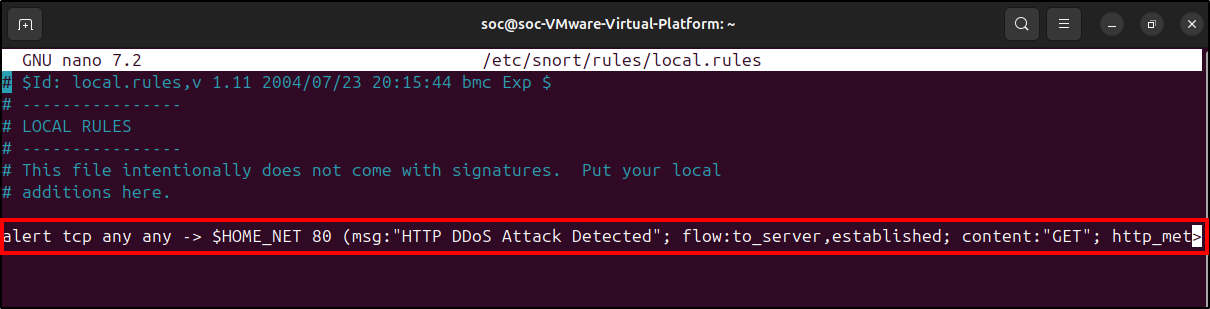 soc@soc-VMware-Virtual-Platform: ~
GNU nano 7.2 /etc/snort/rules/local.rules
# $Id: local.rules,v 1.11 2004/07/23 20:15:44 bmc Exp $
# ----------------
# LOCAL RULES
# ----------------
# This file intentionally does not come with signatures.  Put your local
# additions here.
alert tcp any any -> $HOME_NET 80 (msg:"HTTP DDoS Attack Detected"; flow:to_server,established; content:"GET"; http_met>